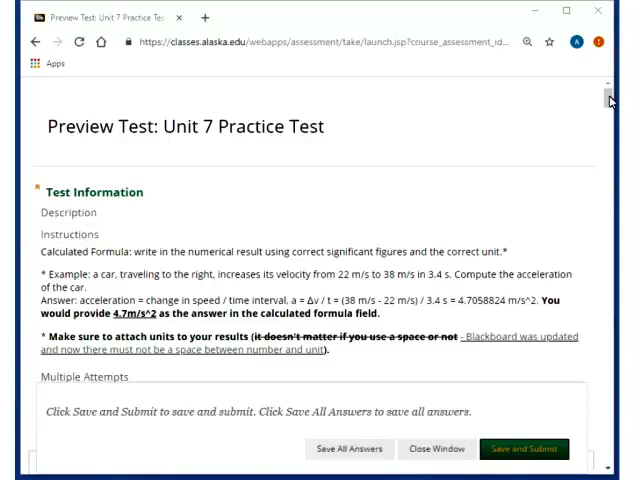 Preview Test: Unit 7 Practice Tes
https://classes.alaska.edu/webapps/assessment/take/launch.jsp?course_assessment_id...
A
Apps
Preview Test: Unit 7 Practice Test
Test Information
Description
Instructions
Calculated Formula: write in the numerical result using correct significant figures and the correct unit.*
* Example: a car, traveling to the right, increases its velocity from 22 m/s to 38 m/s in 3.4 s. Compute the acceleration
of the car.
Answer: acceleration = change in speed / time interval, a = Δv / t = (38 m/s - 22 m/s) / 3.4 s = 4.7058824 m/s^2. You
would provide 4.7m/s^2 as the answer in the calculated formula field.
* Make sure to attach units to your results (it doesn't matter if you use a space or not - Blackboard was updated
and now there must not be a space between number and unit).
Multiple Attempts
Click Save and Submit to save and submit. Click Save All Answers to save all answers.
Save All Answers
Close Window
Save and Submit